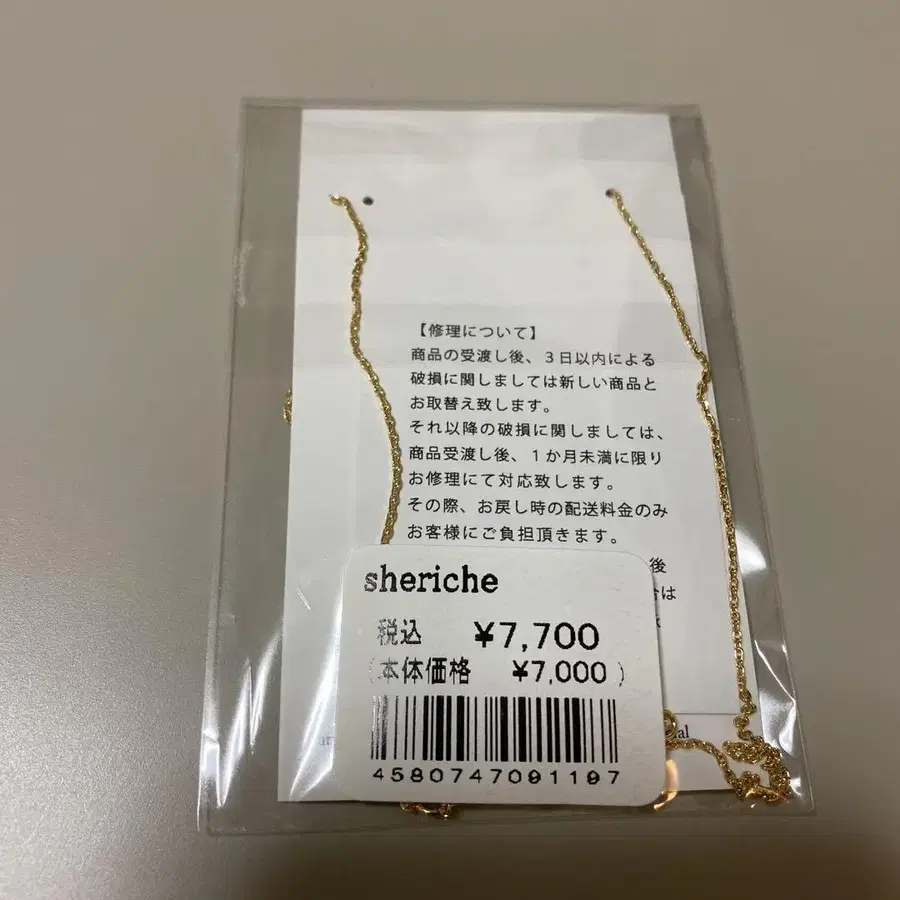 【修理について】
商品の受渡し後、3日以内による
破損に関しましては新しい商品と
お取替え致します。
それ以降の破損に関しましては、
商品受渡し後、1か月未満に限り
お修理にて対応致します。
その際、お戻し時の配送料金のみ
お客様にご負担頂きます。
後
は
sheriche
税込 ¥7,700
(本体価格 ¥7,000)
4580747091197
al